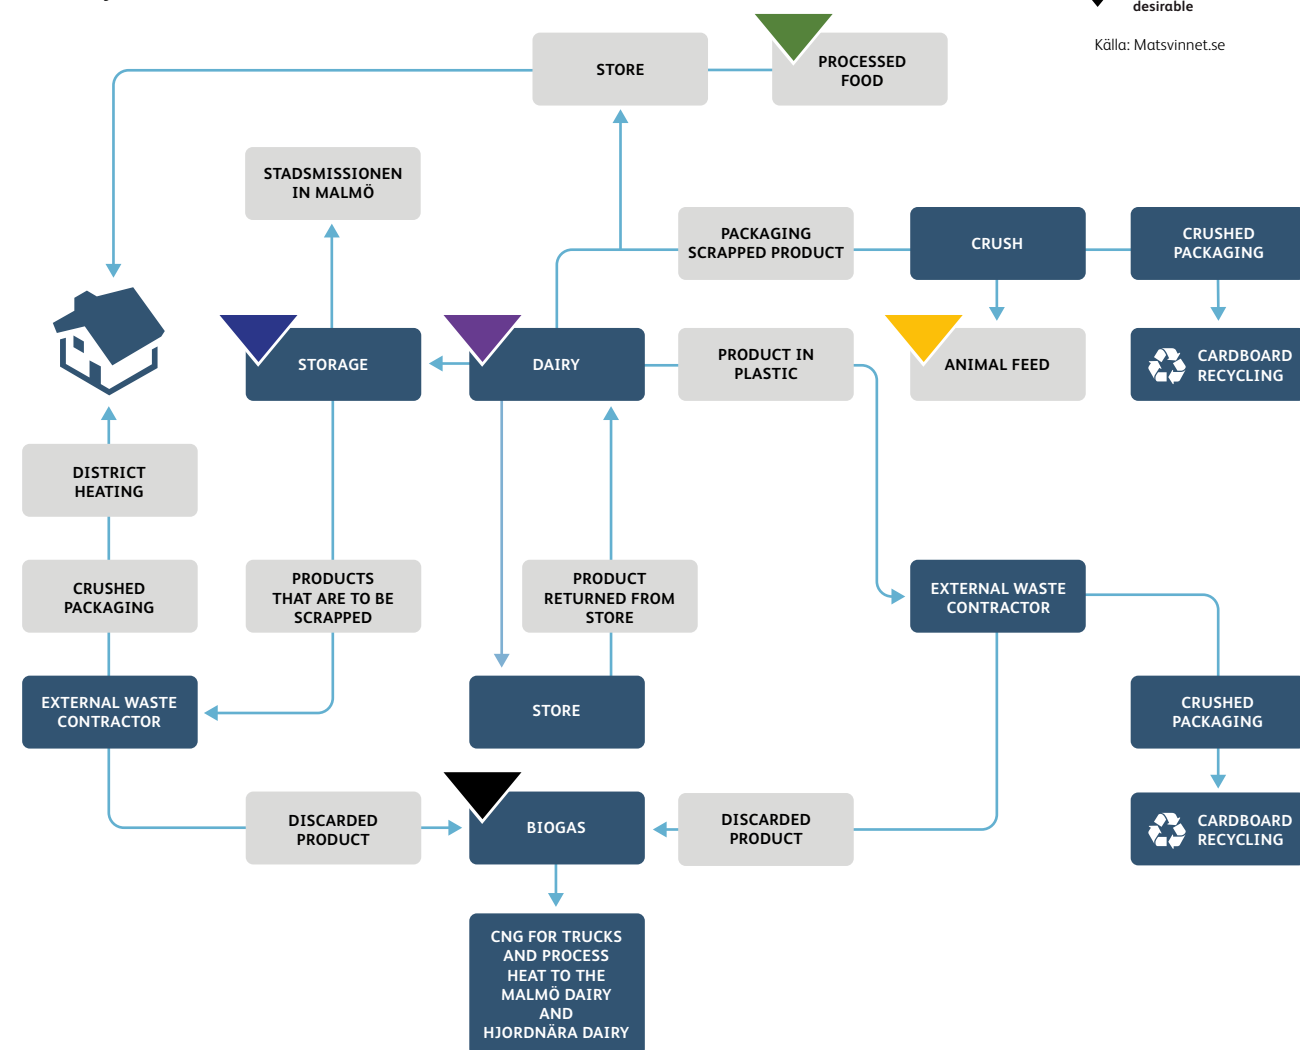 desirable
Källa: Matsvinnet.se
STORE
PROCESSED
FOOD
STADSMISSIONEN
IN MALMÖ
PACKAGING
SCRAPPED PRODUCT
CRUSH
CRUSHED
PACKAGING
STORAGE
DAIRY
PRODUCT IN
PLASTIC
ANIMAL FEED
CARDBOARD
RECYCLING
DISTRICT
HEATING
CRUSHED
PACKAGING
PRODUCTS
THAT ARE TO BE
SCRAPPED
PRODUCT
RETURNED FROM
STORE
EXTERNAL WASTE
CONTRACTOR
EXTERNAL WASTE
CONTRACTOR
STORE
CRUSHED
PACKAGING
DISCARDED
PRODUCT
BIOGAS
DISCARDED
PRODUCT
CARDBOARD
RECYCLING
CNG FOR TRUCKS
AND PROCESS
HEAT TO THE
MALMÖ DAIRY
AND
HJORDNÄRA DAIRY